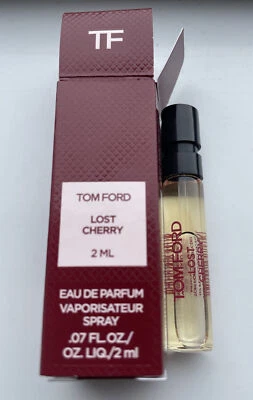 TF
TOM FORD
LOST
CHERRY
2 ML
EAU DE PARFUM
VAPORISATEUR
SPRAY
.07 FL.OZ./
OZ. LIQ./2 ml
TOM FORD
LOST
CHERRY